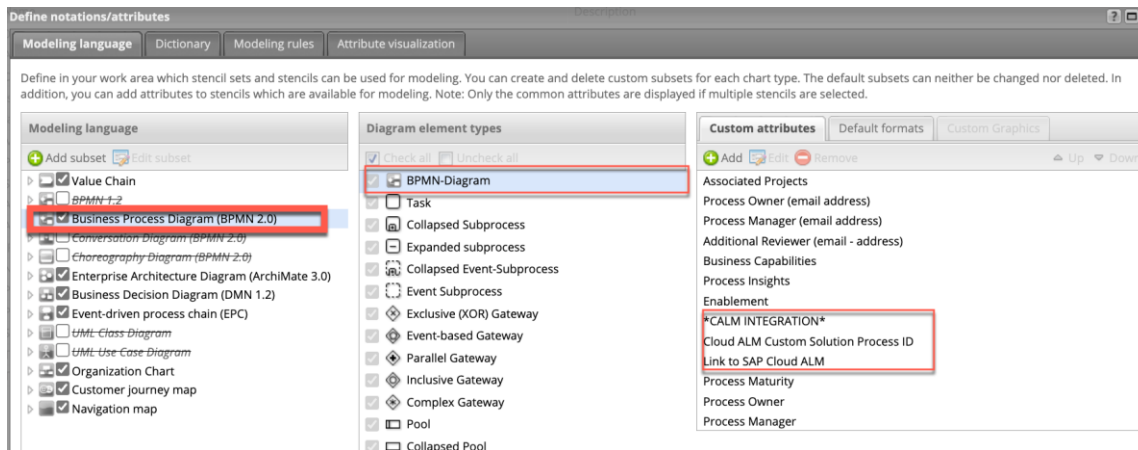 Define notations/attributes
Description
Modeling language
Dictionary
Modeling rules
Attribute visualization
Define in your work area which stencil sets and stencils can be used for modeling. You can create and delete custom subsets for each chart type. The default subsets can neither be changed nor deleted. In
addition, you can add attributes to stencils which are available for modeling. Note: Only the common attributes are displayed if multiple stencils are selected.
Modeling language
Add subset Edit subset
Value Chain
BPMN 1.2
Business Process Diagram (BPMN 2.0)
Conversation Diagram (BPMN 2.0)
Choreography Diagram (BPMN 2.0)
Enterprise Architecture Diagram (ArchiMate 3.0)
Business Decision Diagram (DMN 1.2)
Event-driven process chain (EPC)
UML Class Diagram
UML Use Case Diagram
Organization Chart
Customer journey map
Navigation map
Diagram element types
Check all Uncheck all
BPMN-Diagram
Task
Collapsed Subprocess
Expanded subprocess
Collapsed Event-Subprocess
Event Subprocess
Exclusive (XOR) Gateway
Event-based Gateway
Parallel Gateway
Inclusive Gateway
Complex Gateway
Pool
Collapsed Pool
Custom attributes
Default formats
Custom Graphics
Add Edit Remove Up Down
Associated Projects
Process Owner (email address)
Process Manager (email address)
Additional Reviewer (email - address)
Business Capabilities
Process Insights
Enablement
*CALM INTEGRATION*
Cloud ALM Custom Solution Process ID
Link to SAP Cloud ALM
Process Maturity
Process Owner
Process Manager